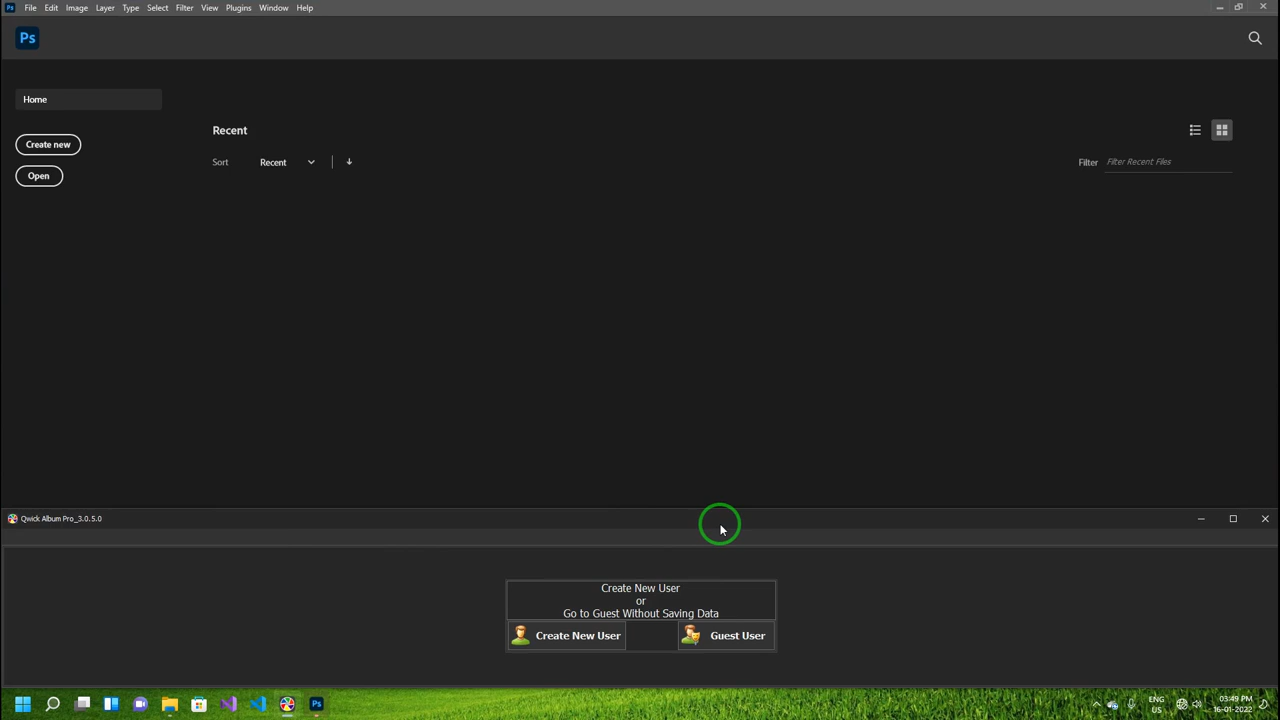 Ps File Edit Image Layer Type Select Filter View Plugins Window Help
Ps
Home
Create new
Open
Recent
Sort Recent
Filter Filter Recent Files
Qwick Album Pro_3.0.5.0
Create New User
or
Go to Guest Without Saving Data
Create New User
Guest User
Ps
ENG
US
03:49 PM
16-01-2022